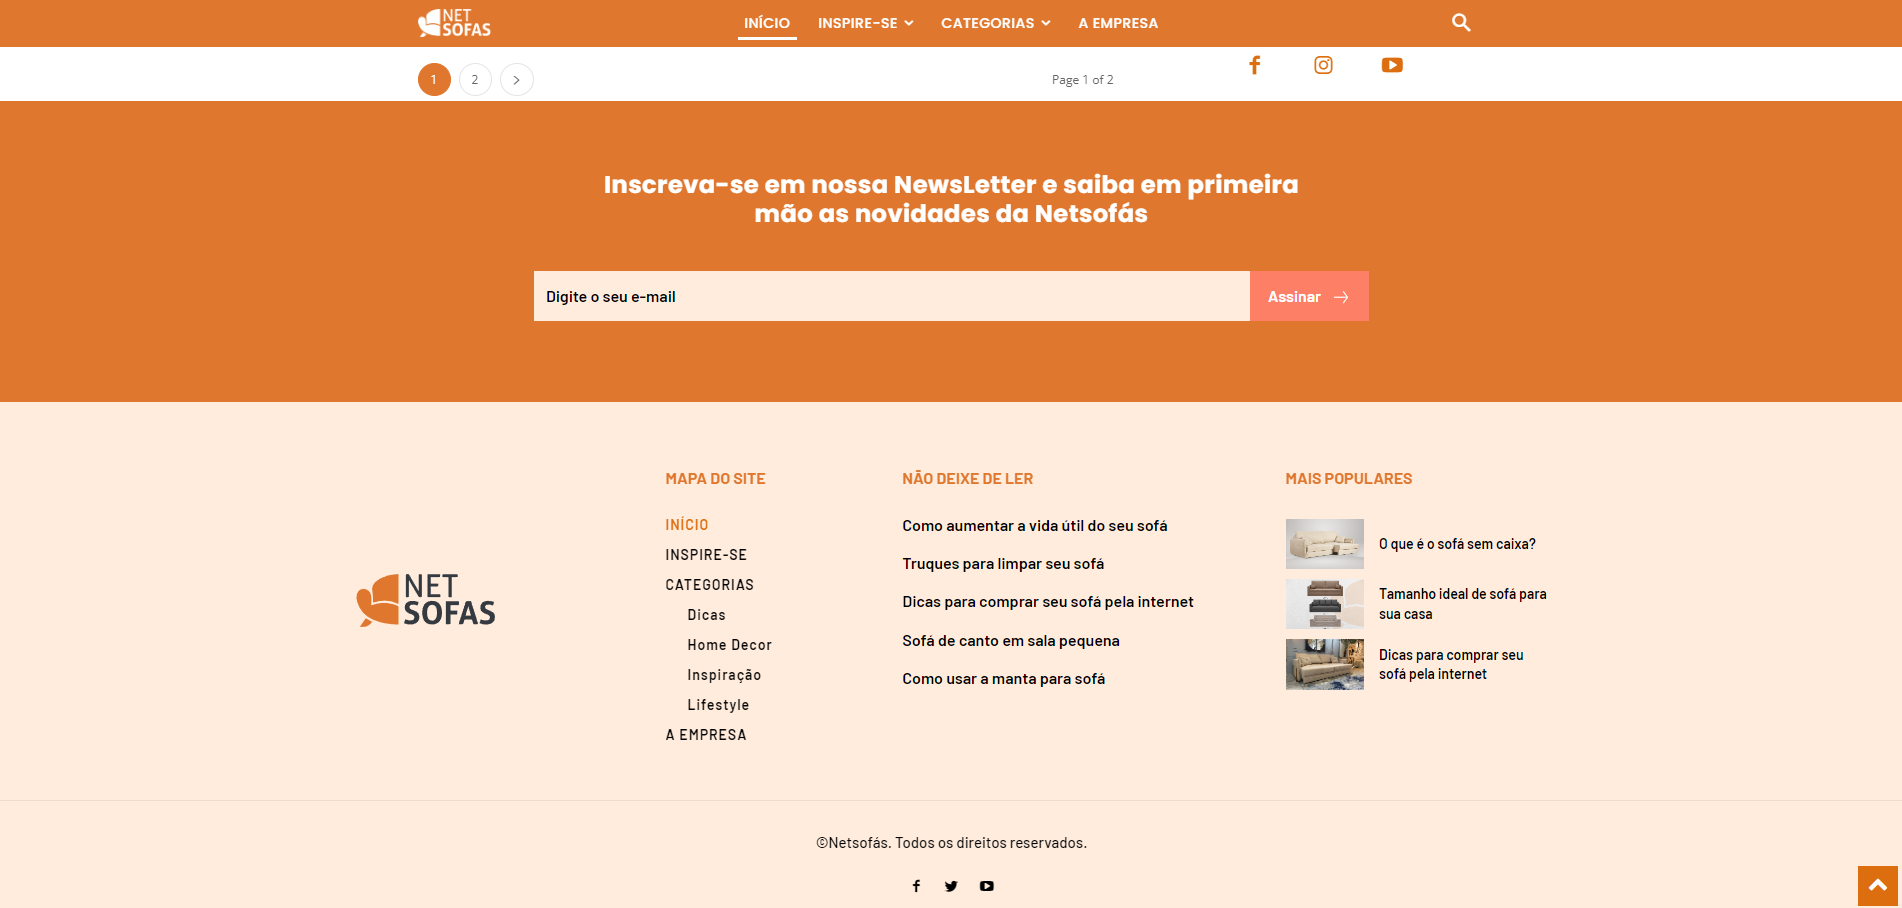 NET
SOFAS
INÍCIO
INSPIRE-SE
CATEGORIAS
A EMPRESA
1
2
Page 1 of 2
Inscreva-se em nossa NewsLetter e saiba em primeira
mão as novidades da Netsofás
Digite o seu e-mail
Assinar
NET
SOFAS
MAPA DO SITE
INÍCIO
INSPIRE-SE
CATEGORIAS
Dicas
Home Decor
Inspiração
Lifestyle
A EMPRESA
NÃO DEIXE DE LER
Como aumentar a vida útil do seu sofá
Truques para limpar seu sofá
Dicas para comprar seu sofá pela internet
Sofá de canto em sala pequena
Como usar a manta para sofá
MAIS POPULARES
O que é o sofá sem caixa?
Tamanho ideal de sofá para
sua casa
Dicas para comprar seu
sofá pela internet
©Netsofás. Todos os direitos reservados.